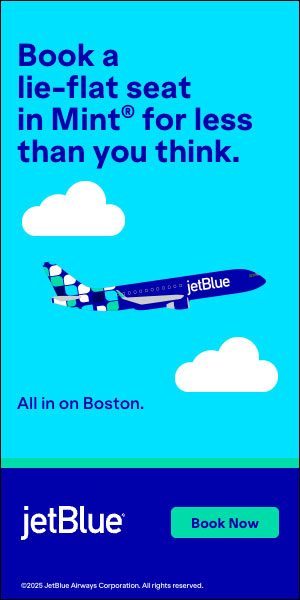 Book a
lie-flat seat
in Mint® for less
than you think.
jetBlue
All in on Boston.
jetBlue
Book Now
©2025 JetBlue Airways Corporation. All rights reserved.